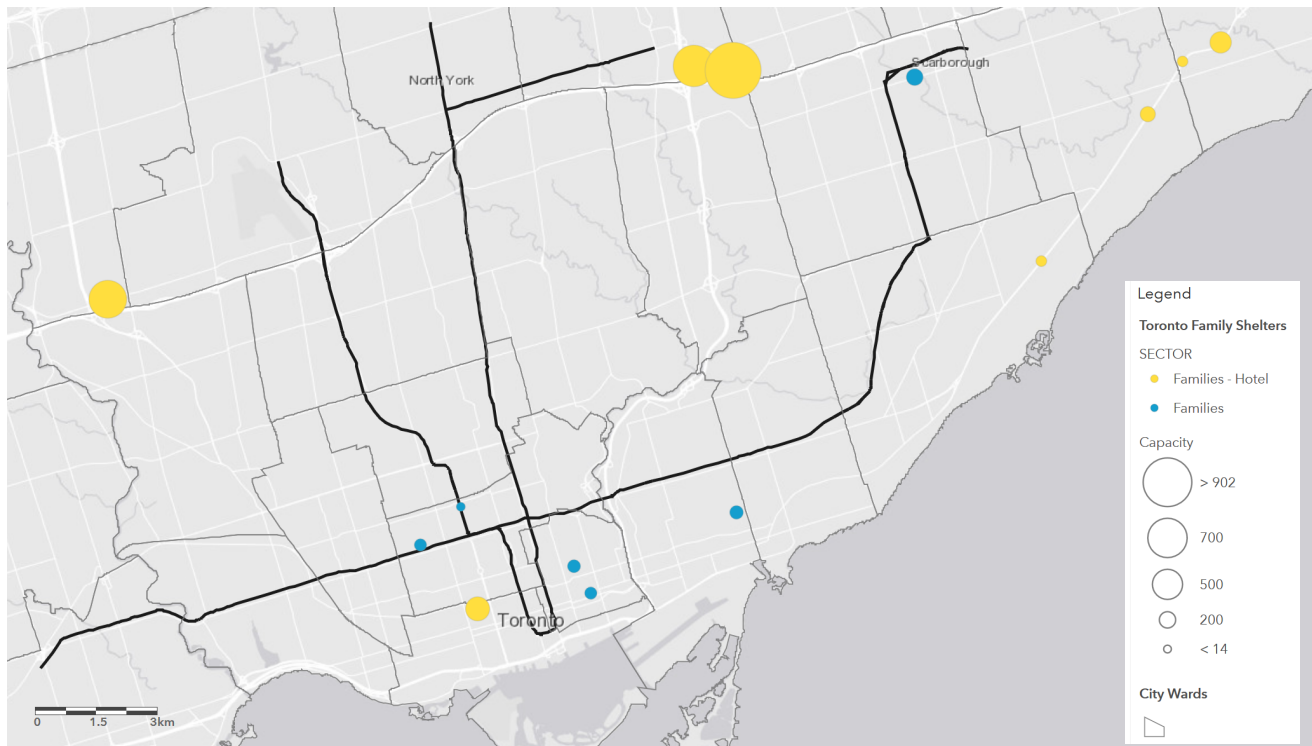 North York
Scarborough
Toronto
0 1.5 3km
Legend
Toronto Family Shelters
SECTOR
Families - Hotel
Families
Capacity
> 902
700
500
200
< 14
City Wards